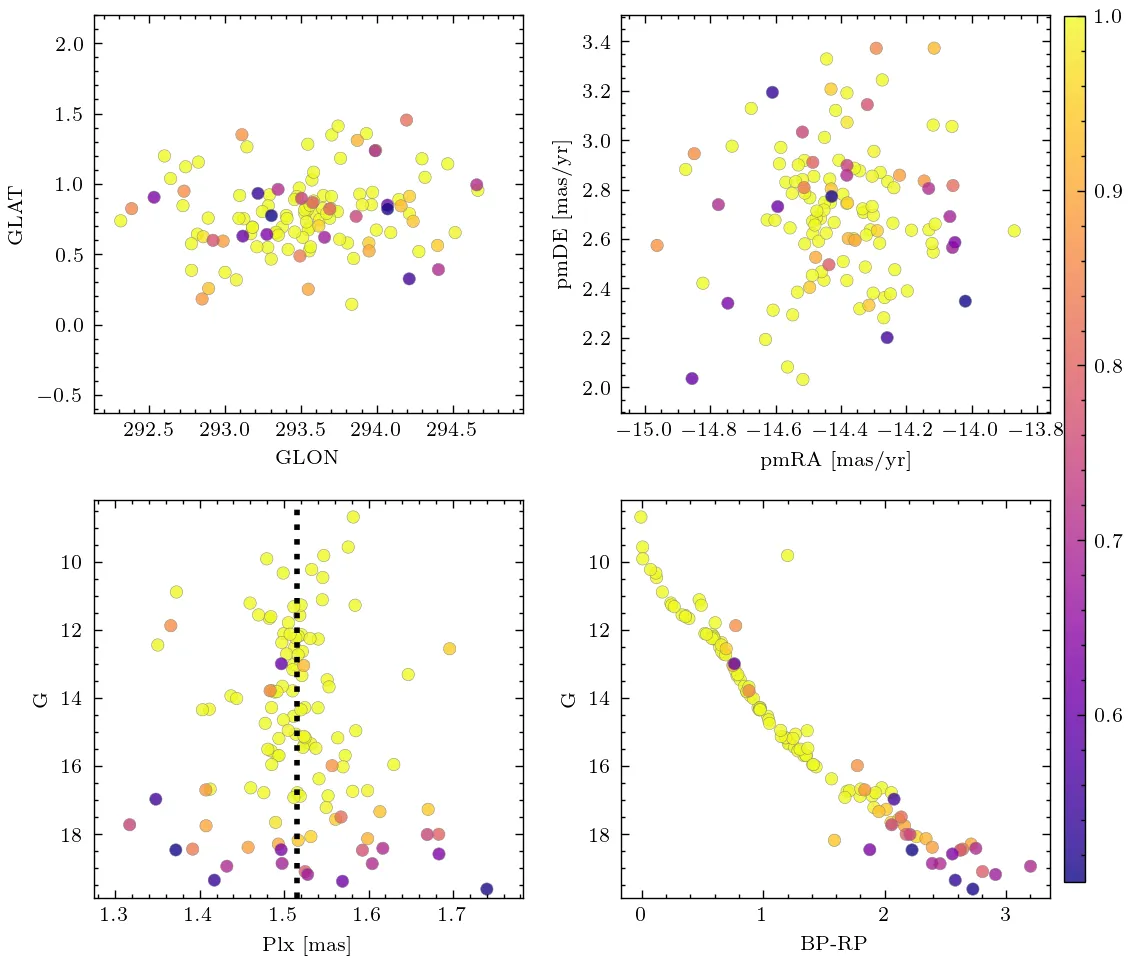 2.0
1.5
1.0
0.5
0.0
−0.5
GLAT
292.5 293.0 293.5 294.0 294.5
GLON
3.4
3.2
3.0
2.8
2.6
2.4
2.2
2.0
pmDE [mas/yr]
−15.0 −14.8 −14.6 −14.4 −14.2 −14.0 −13.8
pmRA [mas/yr]
10
12
14
16
18
G
1.3 1.4 1.5 1.6 1.7
Plx [mas]
10
12
14
16
18
G
0 1 2 3
BP-RP
1.0
0.9
0.8
0.7
0.6